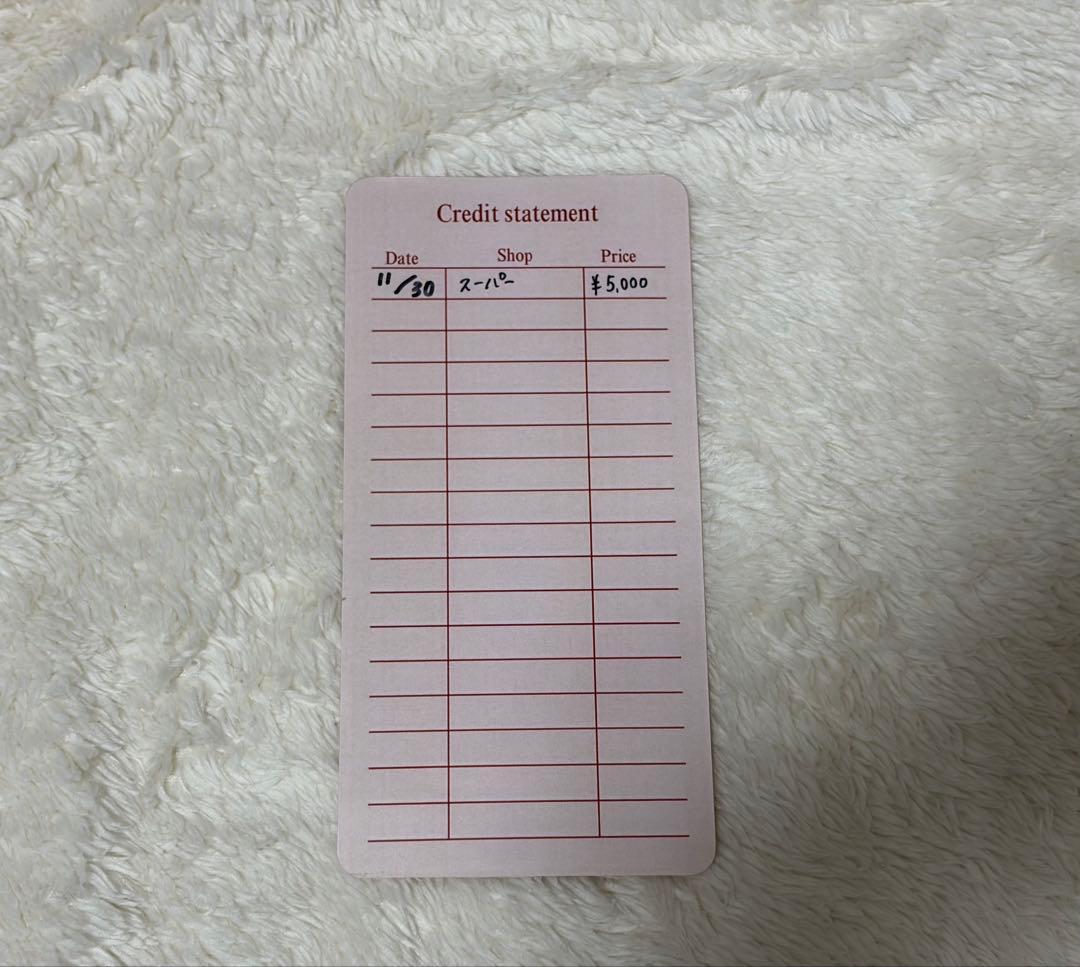 Credit statement
Date Shop Price
11/30 スーパー ¥5,000